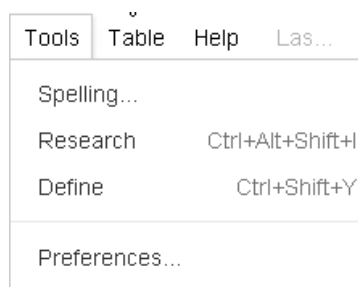 Tools Table Help Las...
Spelling...
Research Ctrl+Alt+Shift+I
Define Ctrl+Shift+Y
Preferences...